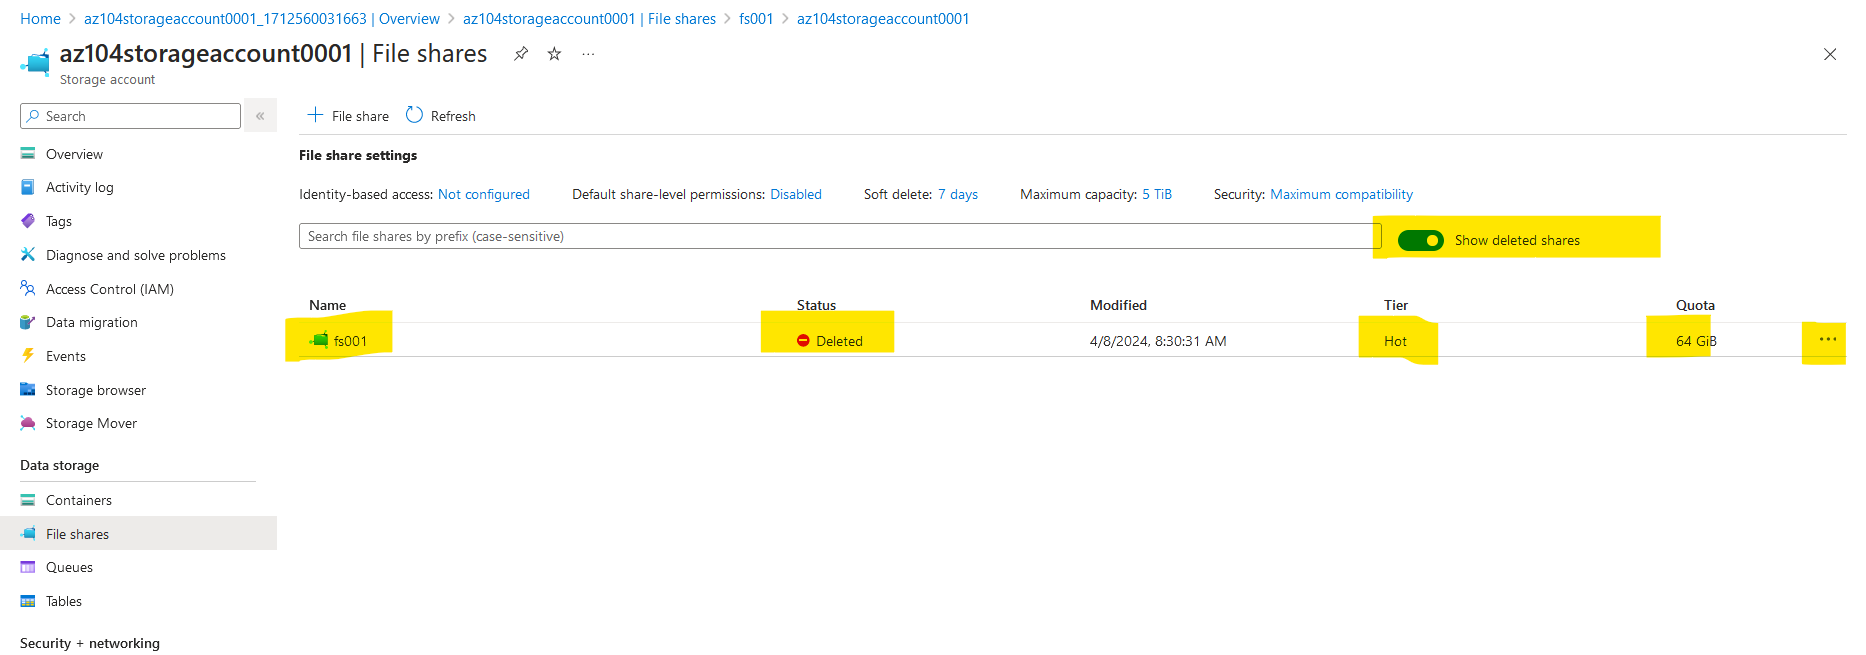 Home > az104storageaccount0001_1712560031663 | Overview > az104storageaccount0001 | File shares > fs001 > az104storageaccount0001
az104storageaccount0001 | File shares
Storage account
Search
«
Overview
Activity log
Tags
Diagnose and solve problems
Access Control (IAM)
Data migration
Events
Storage browser
Storage Mover
Data storage
Containers
File shares
Queues
Tables
Security + networking
+ File share Refresh
File share settings
Identity-based access: Not configured Default share-level permissions: Disabled Soft delete: 7 days Maximum capacity: 5 TiB Security: Maximum compatibility
Search file shares by prefix (case-sensitive) Show deleted shares
Name Status Modified Tier Quota
fs001 Deleted 4/8/2024, 8:30:31 AM Hot 64 GiB ...